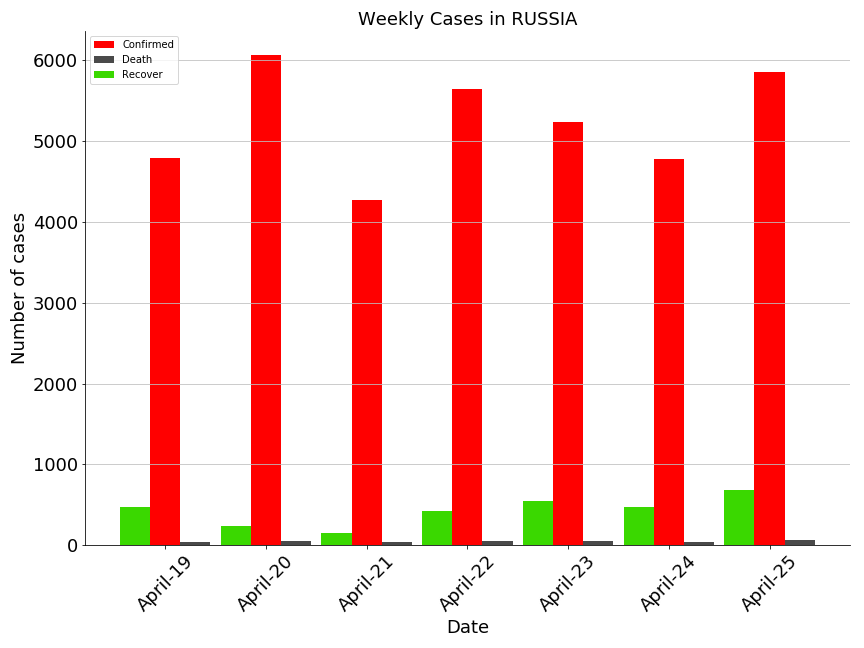 Weekly Cases in RUSSIA
Confirmed
Death
Recover
Number of cases
6000
5000
4000
3000
2000
1000
0
April-19
April-20
April-21
April-22
April-23
April-24
April-25
Date